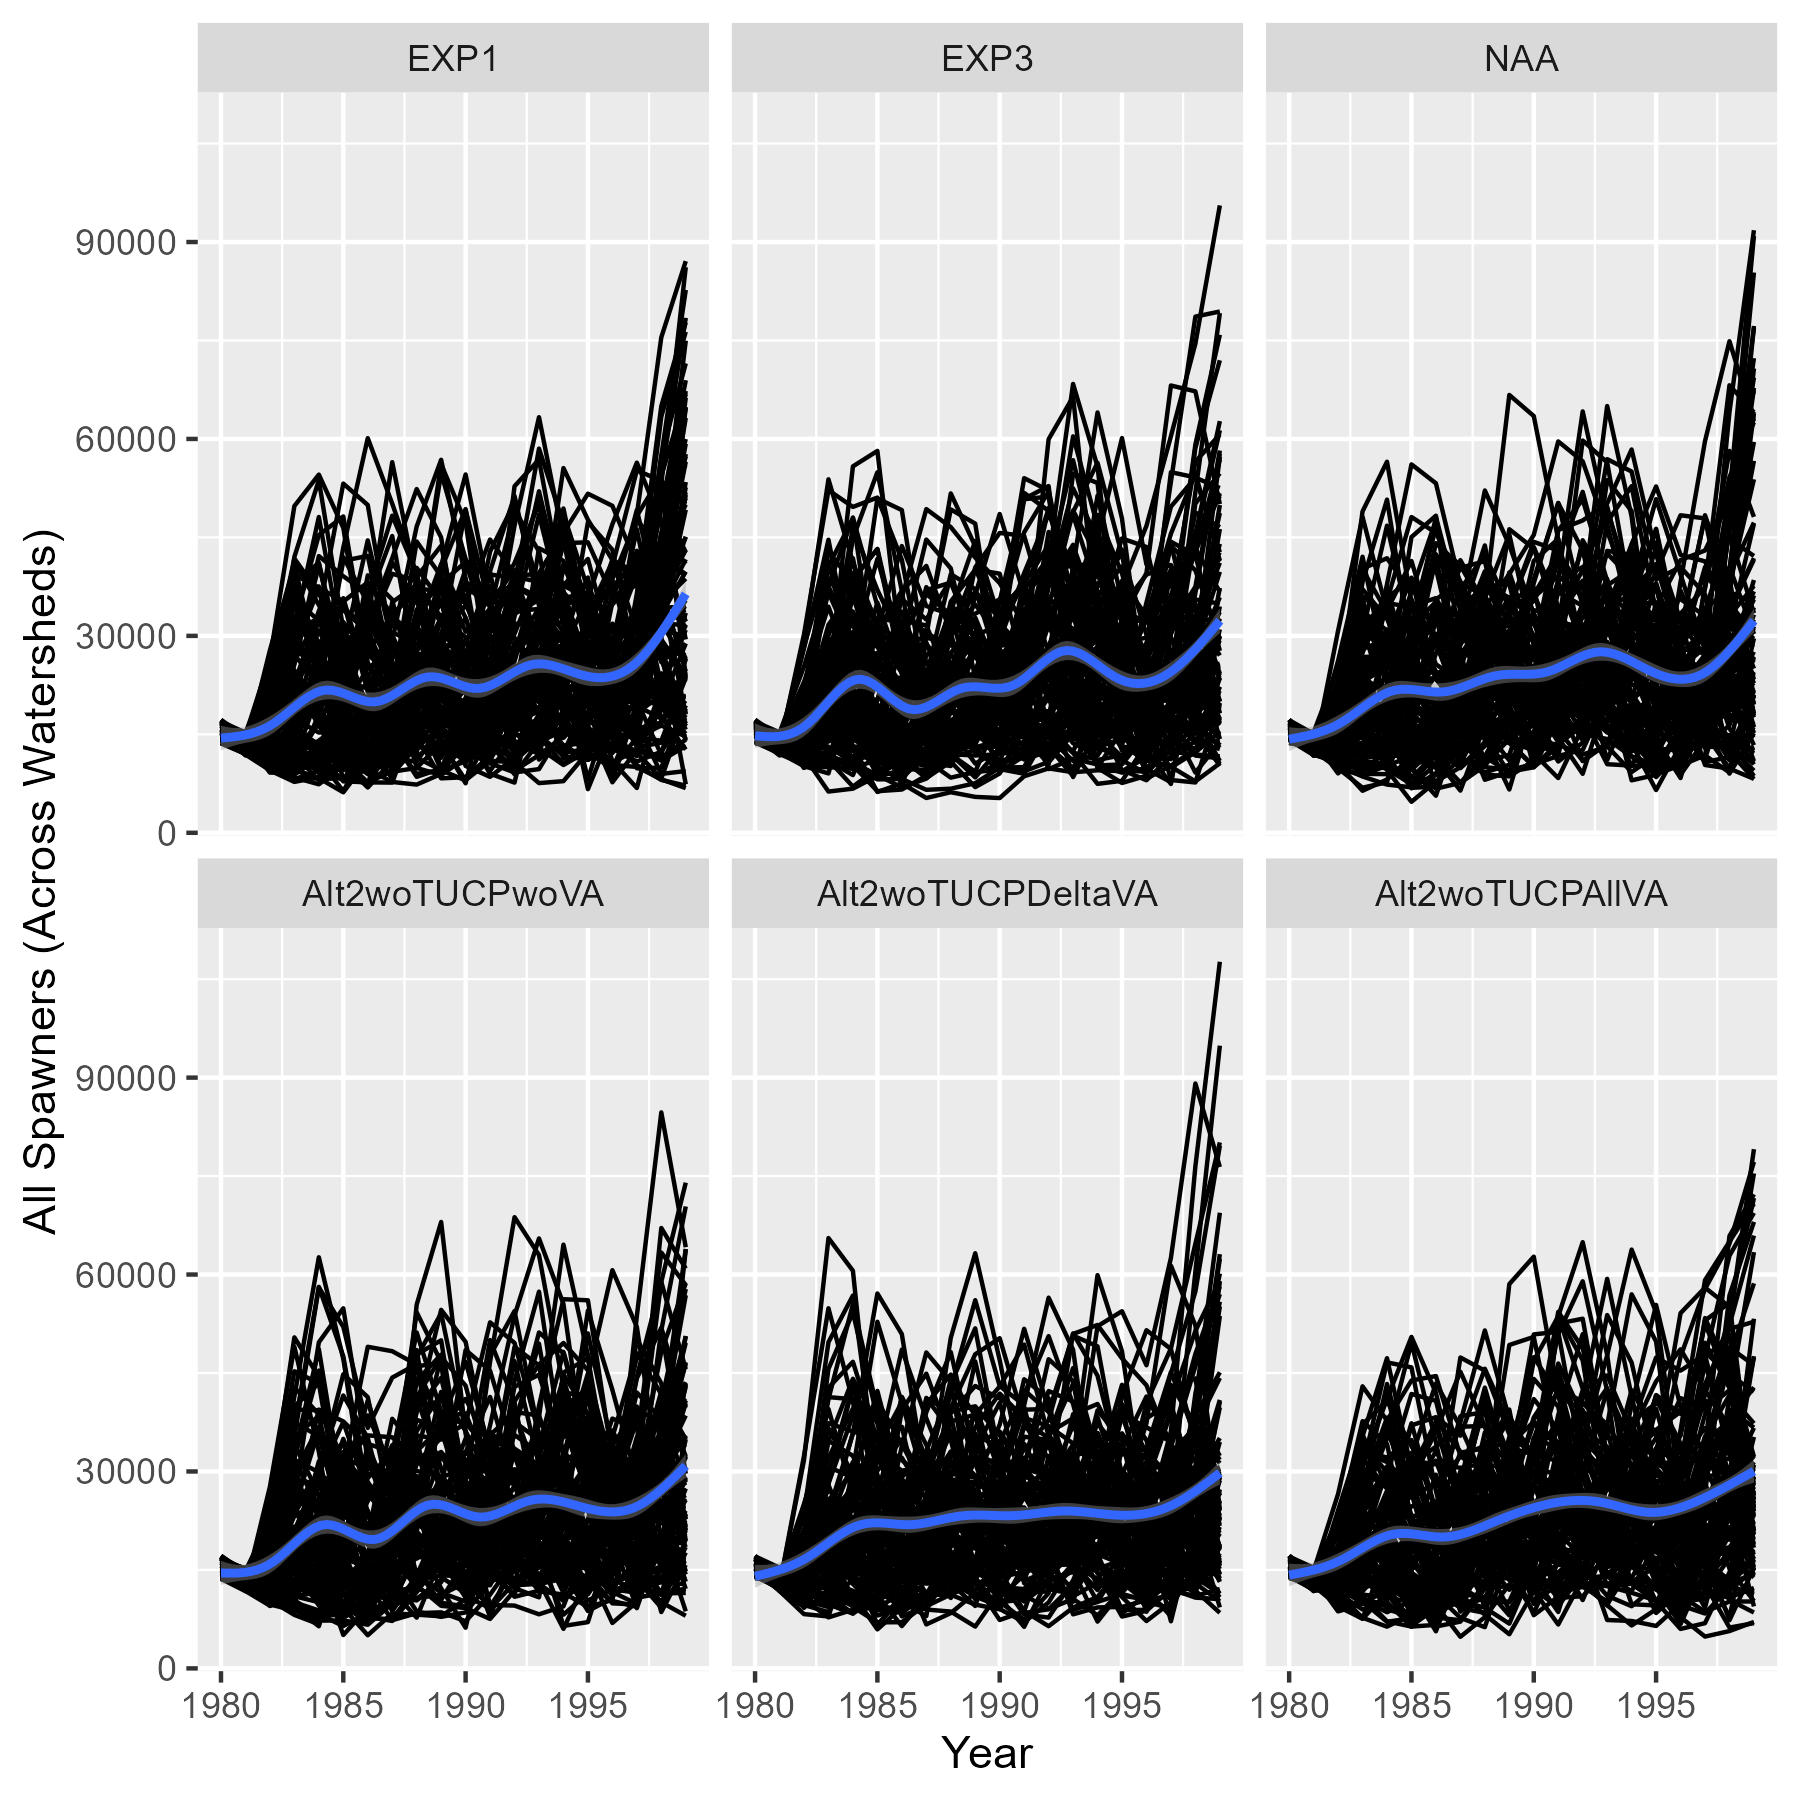 EXP1 EXP3 NAA
90000
60000
30000
0
Alt2woTUCPwoVA Alt2woTUCPDeltaVA Alt2woTUCPAllVA
90000
60000
30000
0
1980 1985 1990 1995 1980 1985 1990 1995 1980 1985 1990 1995
Year
All Spawners (Across Watersheds)